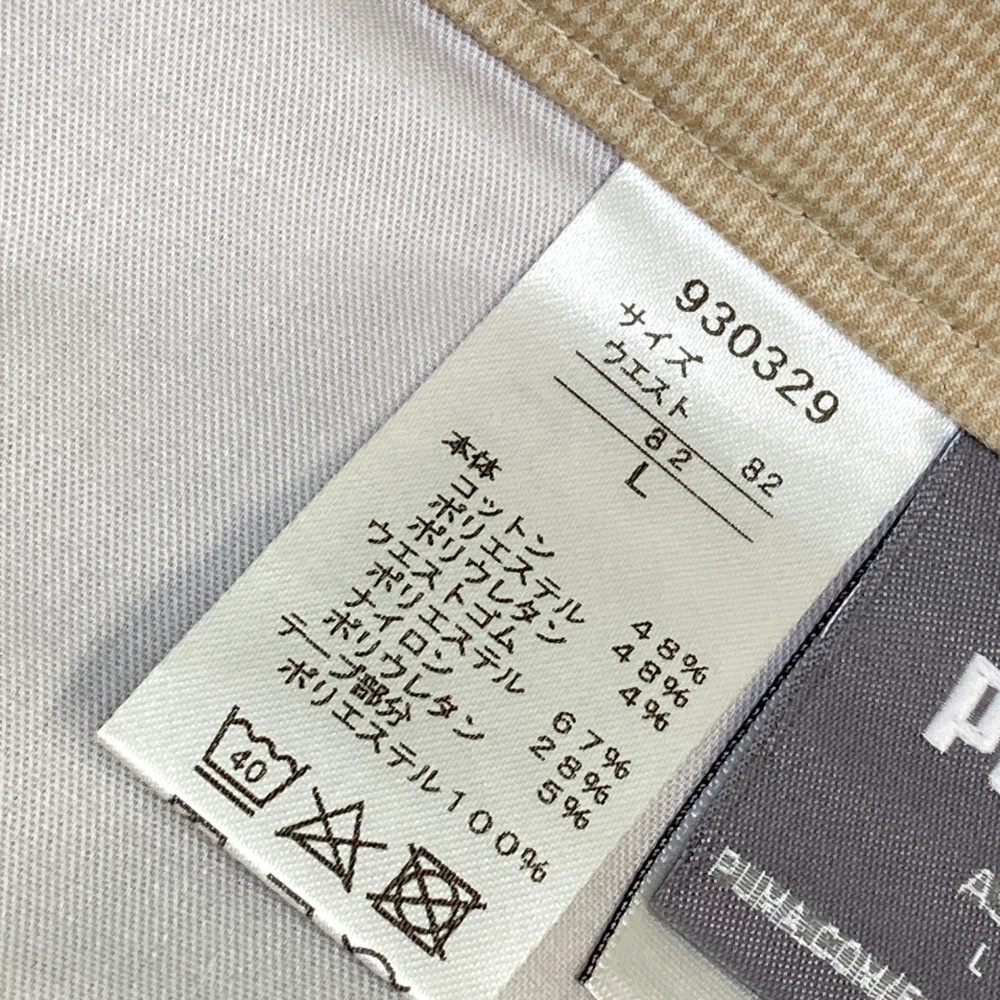 930329
サイズ
ウエスト 82
82
L
本体
コットン 48%
ポリエステル 48%
ポリウレタン 4%
ウエストゴム
ポリエステル 67%
ナイロン 28%
ポリウレタン 5%
テープ部分
ポリエステル100%
40
PUMA.COM/
L